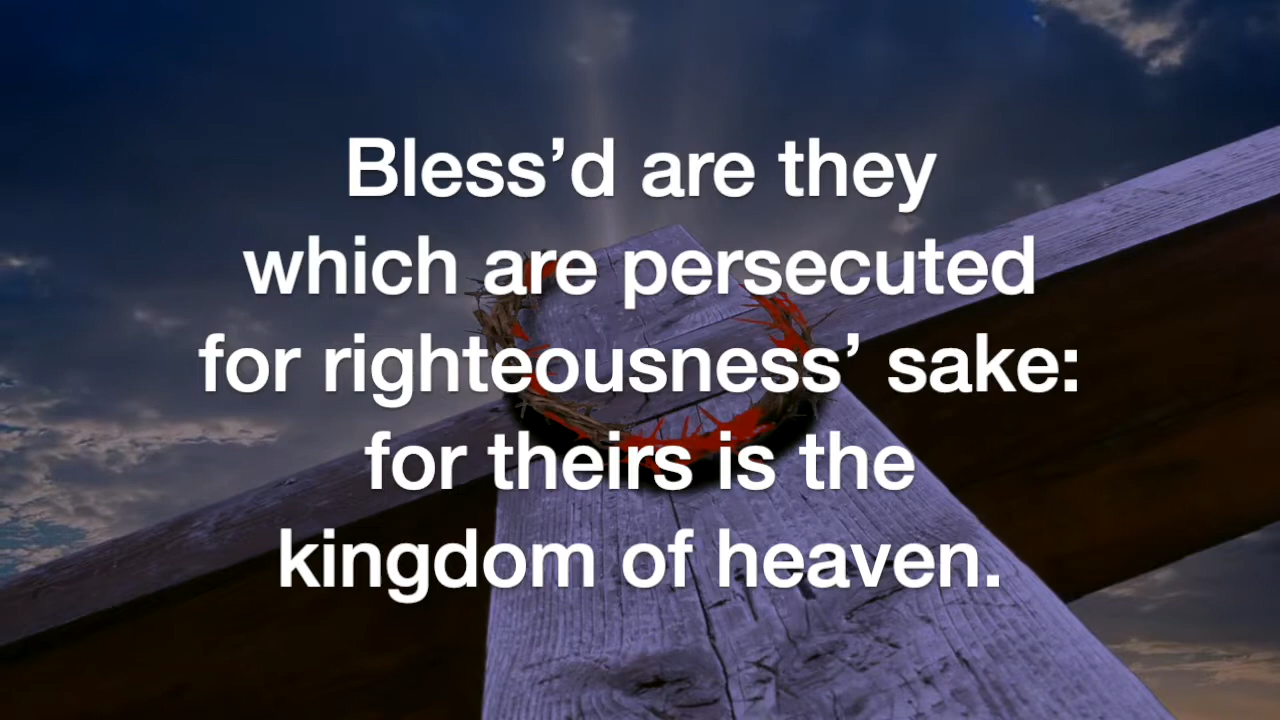 Bless’d are they
which are persecuted
for righteousness’ sake:
for theirs is the
kingdom of heaven.